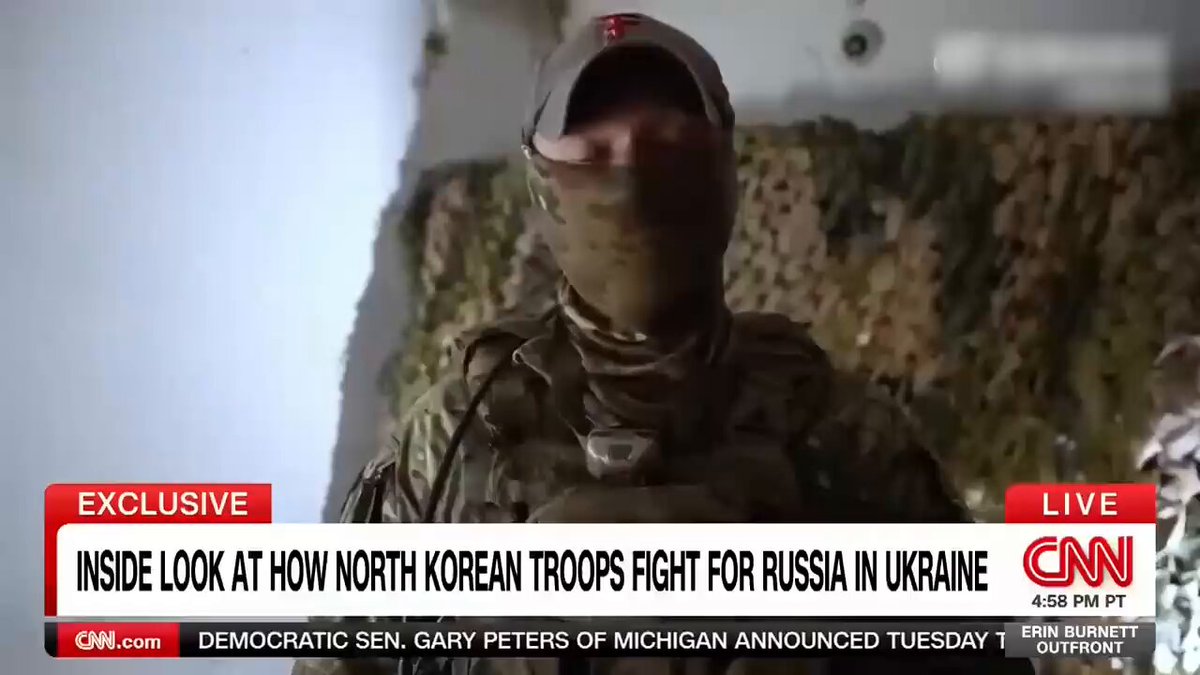 EXCLUSIVE
LIVE
INSIDE LOOK AT HOW NORTH KOREAN TROOPS FIGHT FOR RUSSIA IN UKRAINE
CNN
4:58 PM PT
CNN.com
DEMOCRATIC SEN. GARY PETERS OF MICHIGAN ANNOUNCED TUESDAY T
ERIN BURNETT
OUTFRONT